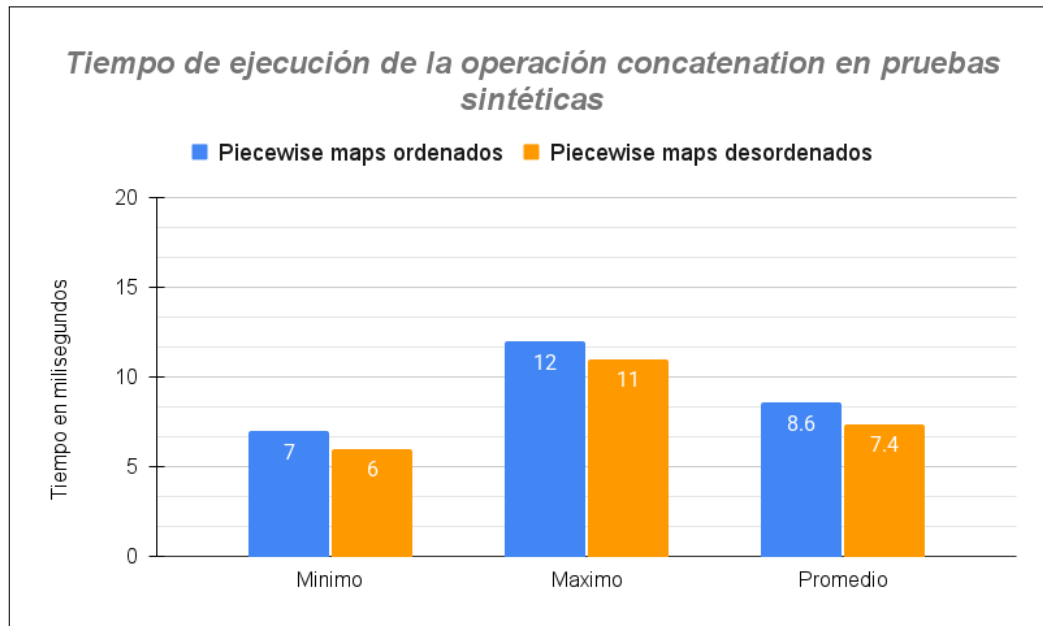 Tiempo de ejecución de la operación concatenation en pruebas
sintéticas
Piecewise maps ordenados Piecewise maps desordenados
Tiempo en milisegundos
20
15
10
5
0
7
6
12
11
8.6
7.4
Minimo Maximo Promedio